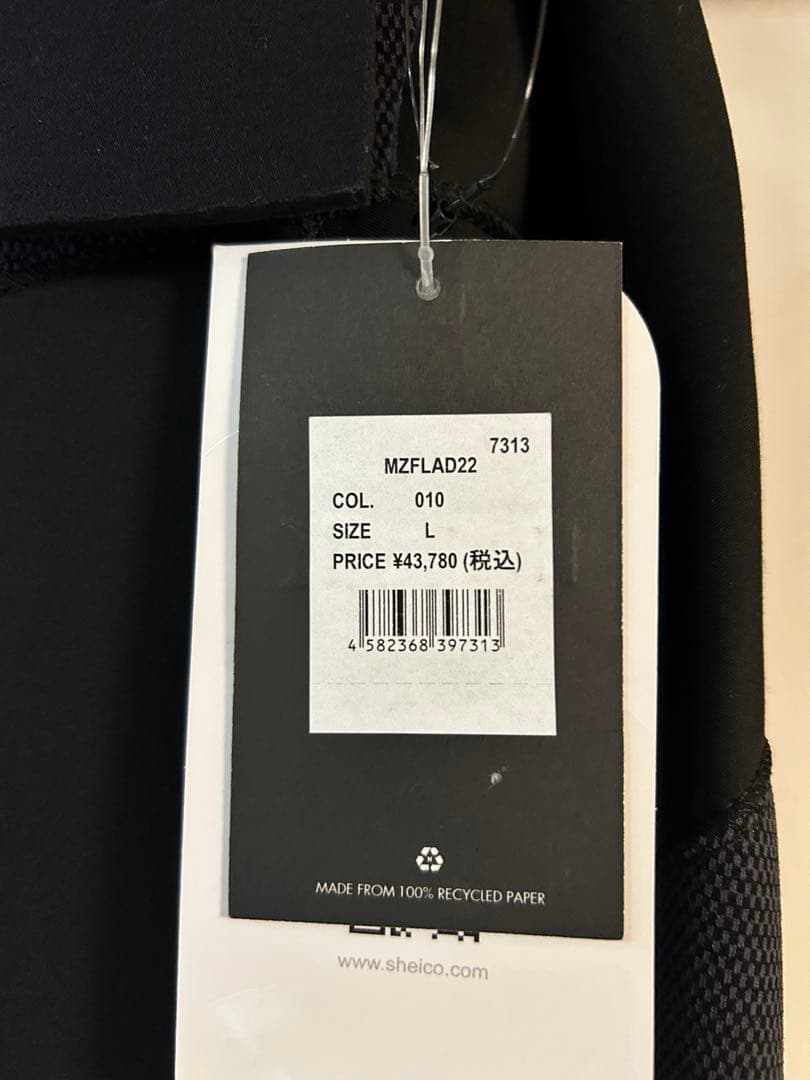 7313
MZFLAD22
COL. 010
SIZE L
PRICE ¥43,780 (税込)
4 582368 397313
MADE FROM 100% RECYCLED PAPER
www.sheico.com